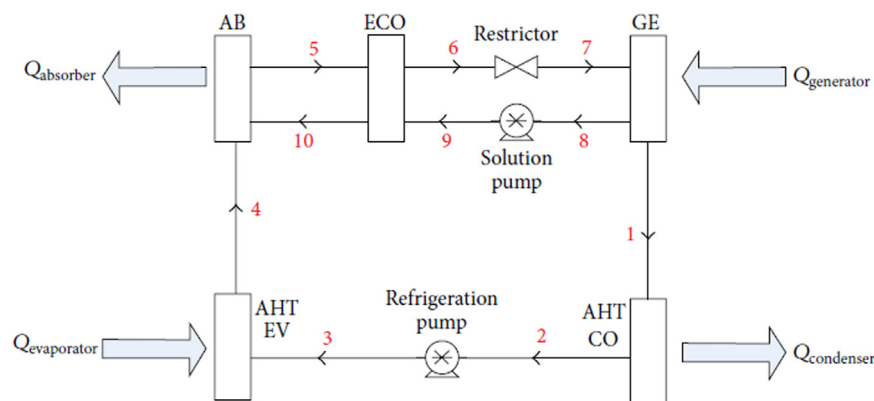 AB
ECO
Restrictor
GE
5
6
7
Qabsorber
Qgenerator
10
9
8
Solution
pump
4
1
AHT
EV
Refrigeration
pump
AHT
CO
3
2
Qevaporator
Qcondenser